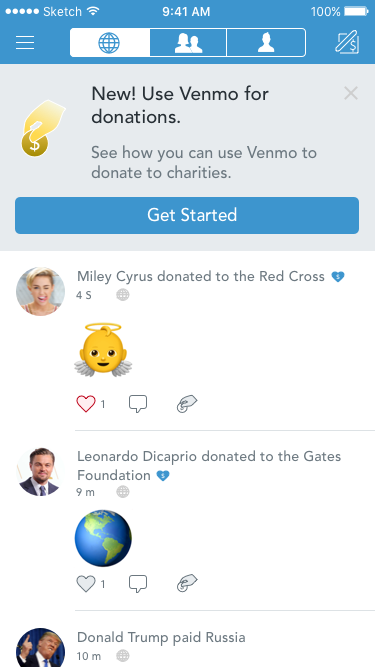 Sketch 9:41 AM 100%
$
New! Use Venmo for
donations.
See how you can use Venmo to
donate to charities.
$
Get Started
Miley Cyrus donated to the Red Cross
4 S
1
Leonardo Dicaprio donated to the Gates
Foundation
9 m
1
Donald Trump paid Russia
10 m